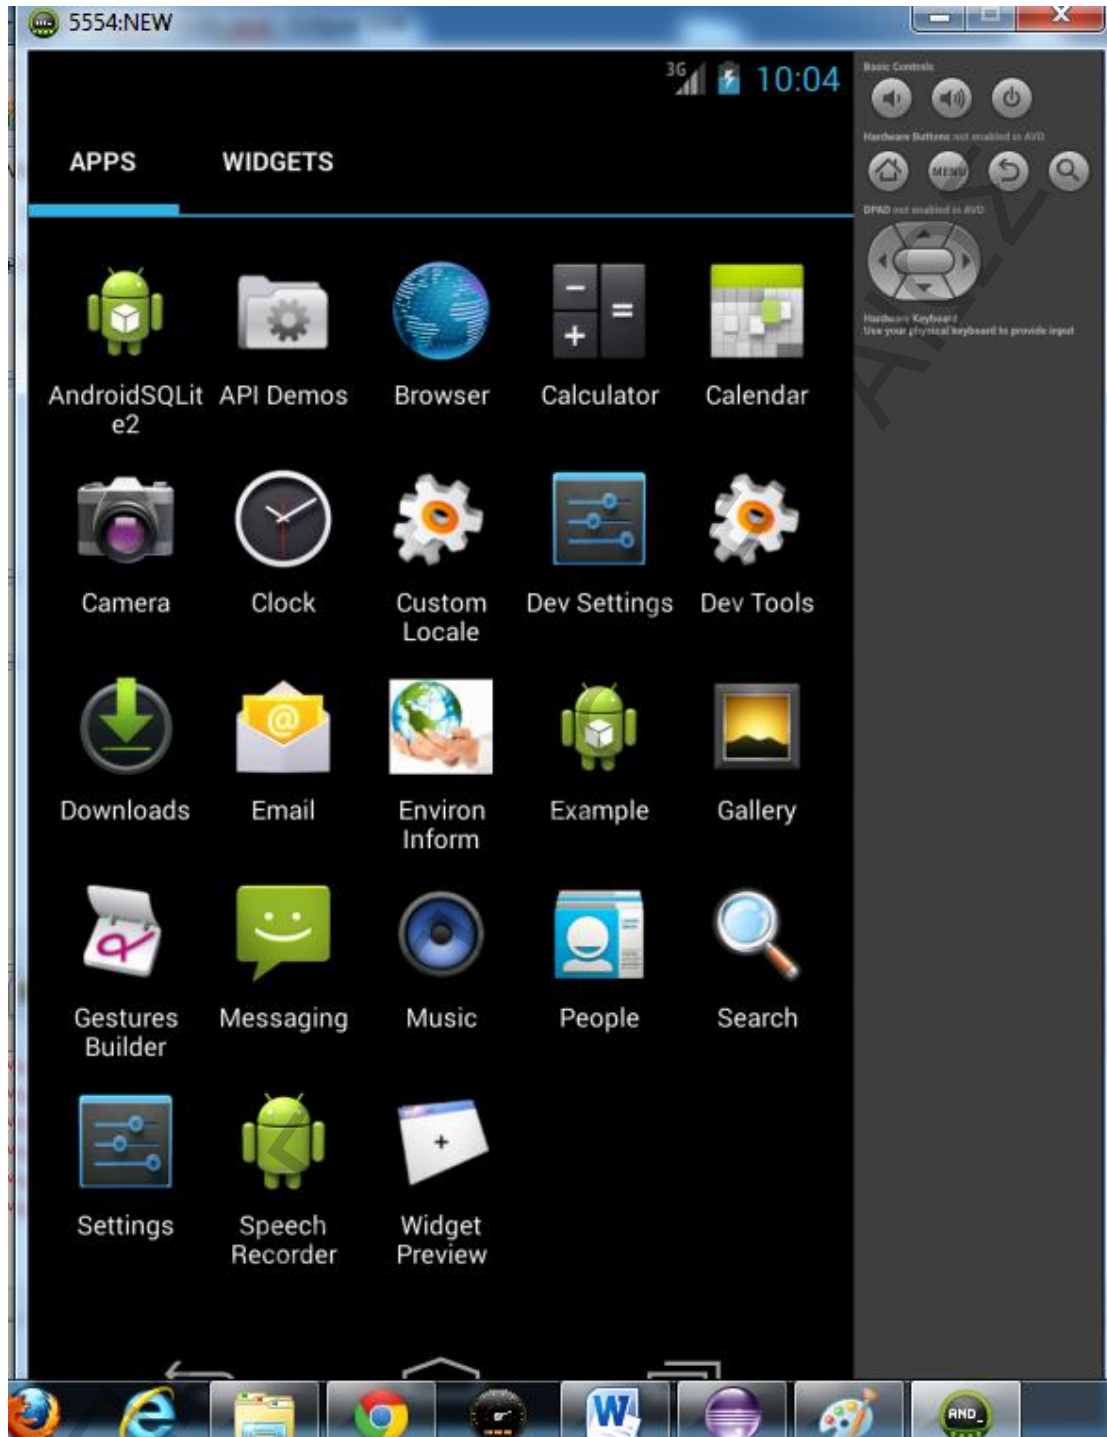 5554:NEW
3G 10:04
APPS WIDGETS
AndroidSQLit
e2
API Demos
Browser
Calculator
Calendar
Camera
Clock
Custom
Locale
Dev Settings
Dev Tools
Downloads
Email
Environ
Inform
Example
Gallery
Gestures
Builder
Messaging
Music
People
Search
Settings
Speech
Recorder
Widget
Preview
Basic Controls
Hardware Buttons not enabled in AVD
MENU
DPAD not enabled in AVD
Hardware Keyboard
Use your physical keyboard to provide input
W
AND_